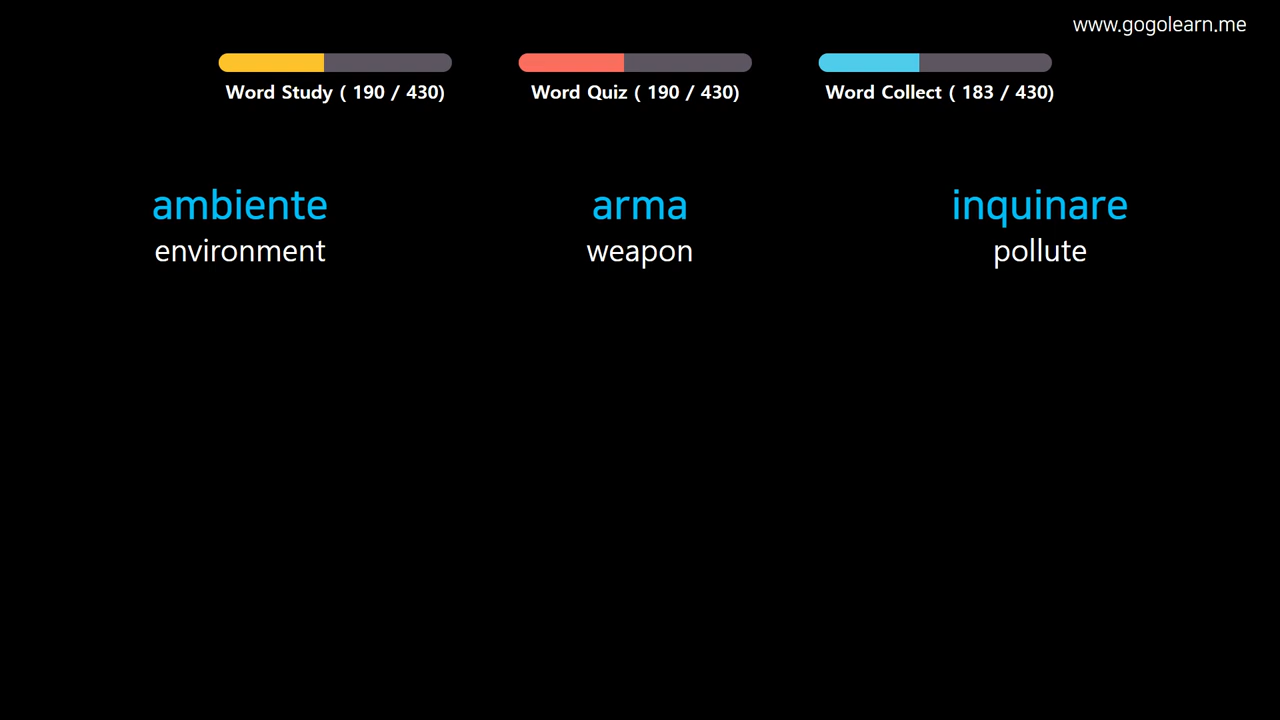 www.gogolearn.me
Word Study ( 190 / 430)
Word Quiz ( 190 / 430)
Word Collect ( 183 / 430)
ambiente
environment
arma
weapon
inquinare
pollute